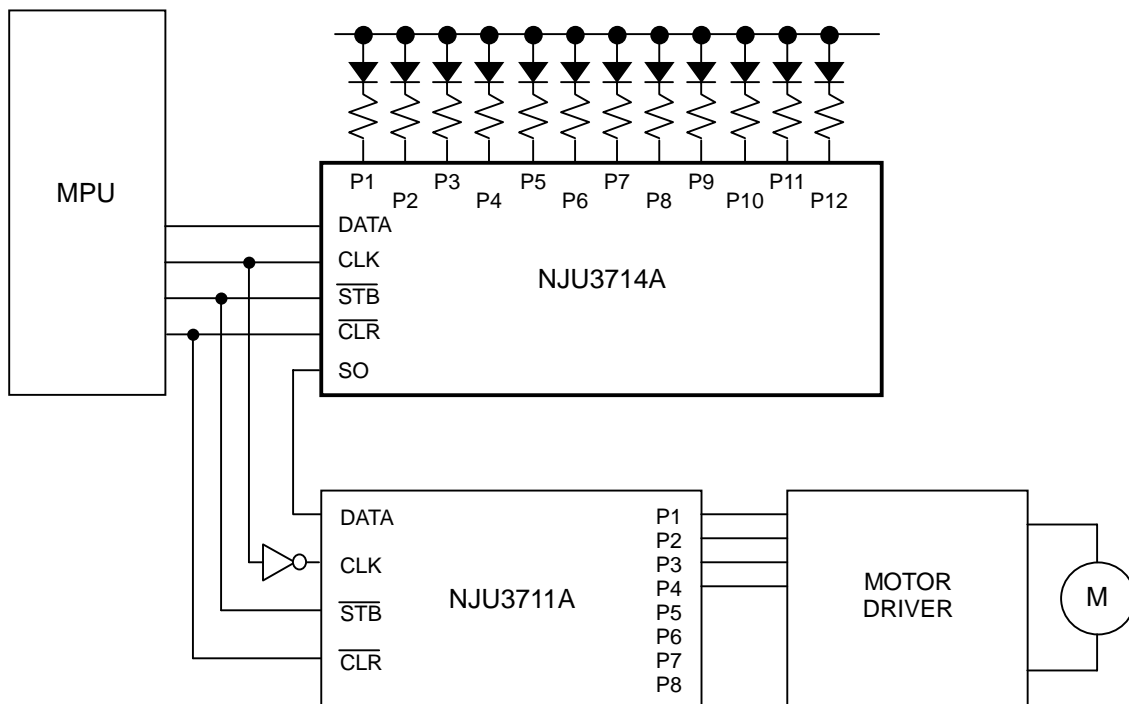 MPU
P1 P3 P5 P7 P9 P11
P2 P4 P6 P8 P10 P12
DATA
CLK
STB
CLR
SO
NJU3714A
DATA
CLK
STB
CLR
NJU3711A
P1
P2
P3
P4
P5
P6
P7
P8
MOTOR
DRIVER
M